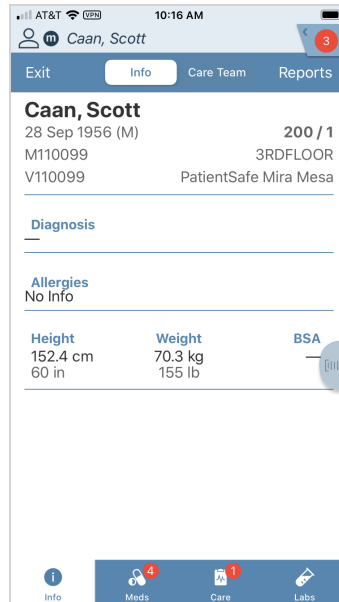 AT&T VPN 10:16 AM
m Caan, Scott 3
Exit Info Care Team Reports
Caan, Scott
28 Sep 1956 (M) 200 / 1
M110099 3RDFLOOR
V110099 PatientSafe Mira Mesa
Diagnosis
—
Allergies
No Info
Height Weight BSA
152.4 cm 70.3 kg —
60 in 155 lb
4 1
Info Meds Care Labs